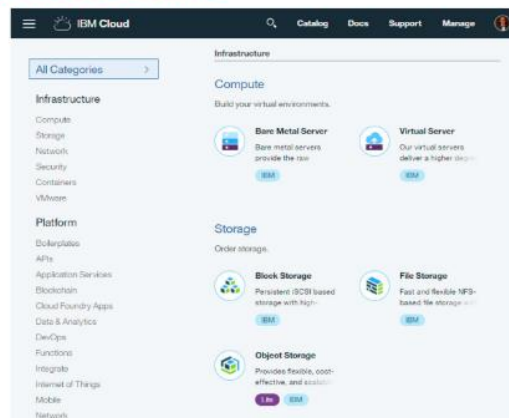 IBM Cloud
Catalog
Docs
Support
Manage
All Categories
Infrastructure
Compute
Storage
Network
Security
Containers
VMware
Platform
Boilerplates
APIs
Application Services
Blockchain
Cloud Foundry Apps
Data & Analytics
DevOps
Functions
Integrate
Internet of Things
Mobile
Network
Infrastructure
Compute
Build your virtual environments.
Bare Metal Server
Bare metal servers
provide the raw
IBM
Virtual Server
Our virtual servers
deliver a higher
IBM
Storage
Order storage.
Block Storage
Persistent iSCSI based
storage with high-
IBM
File Storage
Fast and flexible NFS-
based file storage
IBM
Object Storage
Provides flexible, cost-
effective, and
Lite
IBM